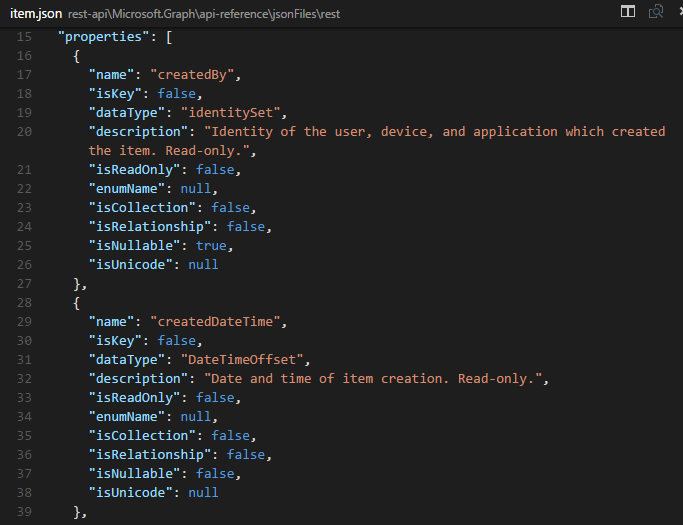 item.json rest-api\Microsoft.Graph\api-reference\jsonFiles\rest
15 "properties": [
16 {
17 "name": "createdBy",
18 "isKey": false,
19 "dataType": "identitySet",
20 "description": "Identity of the user, device, and application which created
the item. Read-only.",
21 "isReadOnly": false,
22 "enumName": null,
23 "isCollection": false,
24 "isRelationship": false,
25 "isNullable": true,
26 "isUnicode": null
27 },
28 {
29 "name": "createdDateTime",
30 "isKey": false,
31 "dataType": "DateTimeOffset",
32 "description": "Date and time of item creation. Read-only.",
33 "isReadOnly": false,
34 "enumName": null,
35 "isCollection": false,
36 "isRelationship": false,
37 "isNullable": false,
38 "isUnicode": null
39 },